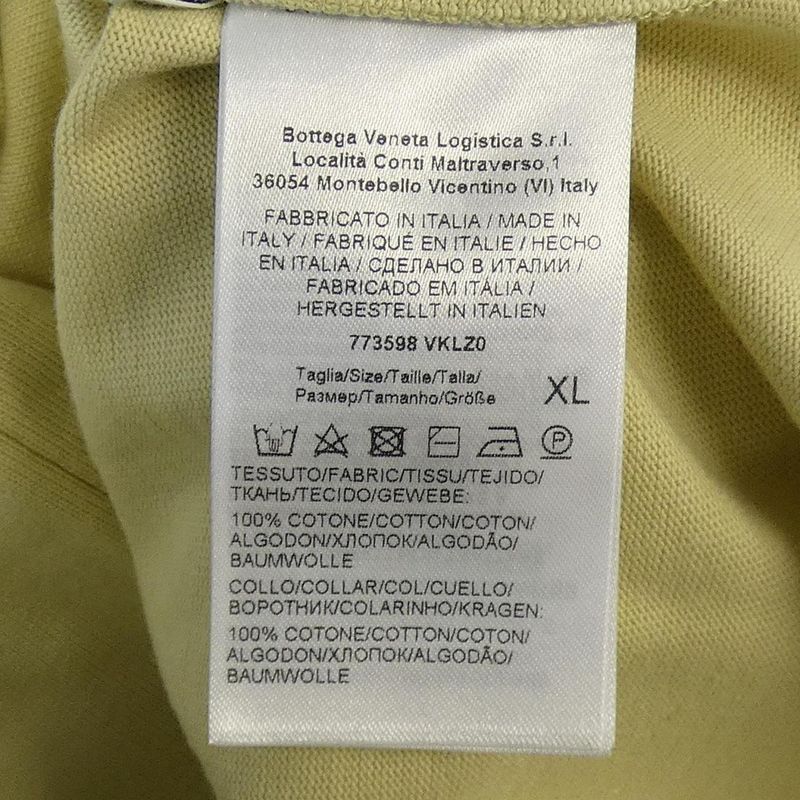 Bottega Veneta Logistica S.r.l.
Località Conti Maltraverso,1
36054 Montebello Vicentino (VI) Italy
FABBRICATO IN ITALIA / MADE IN
ITALY / FABRIQUÉ EN ITALIE / HECHO
EN ITALIA / СДЕЛАНО В ИТАЛИИ /
FABRICADO EM ITÁLIA /
HERGESTELLT IN ITALIEN
773598 VKLZ0
Taglia/Size/Taille/Talla/
Размер/Tamanho/Größe XL
P
TESSUTO/FABRIC/TISSU/TEJIDO/
ТКАНЬ/TECIDO/GEWEBE:
100% COTONE/COTTON/COTON/
ALGODON/ХЛОПОК/ALGODÃO/
BAUMWOLLE
COLLO/COLLAR/COL/CUELLO/
ВОРОТНИК/COLARINHO/KRAGEN:
100% COTONE/COTTON/COTON/
ALGODON/ХЛОПОК/ALGODÃO/
BAUMWOLLE